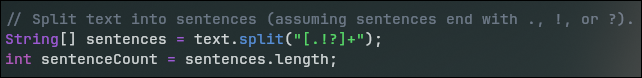 // Split text into sentences (assuming sentences end with ., !, or ?).
String[] sentences = text.split("[.!?]+");
int sentenceCount = sentences.length;